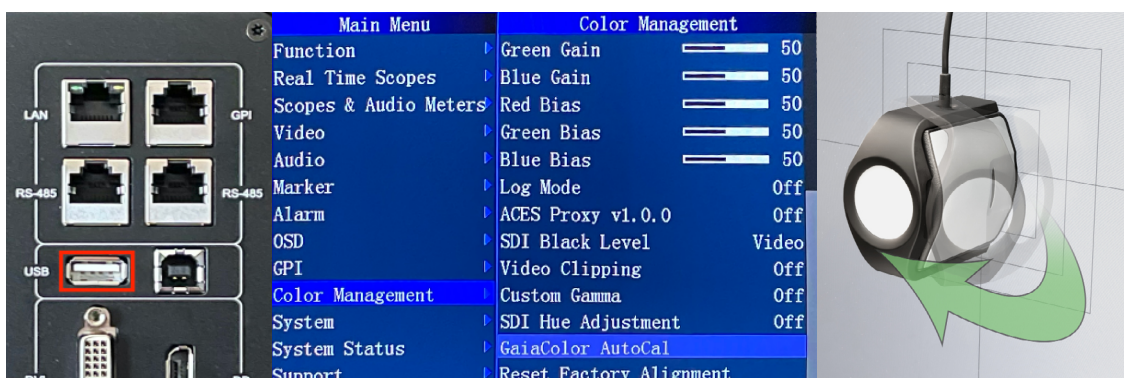 LAN
GPI
RS-485
RS-485
USB
Main Menu
Function
Real Time Scopes
Scopes & Audio Meters
Video
Audio
Marker
Alarm
OSD
GPI
Color Management
System
System Status
Support
Color Management
Green Gain 50
Blue Gain 50
Red Bias 50
Green Bias 50
Blue Bias 50
Log Mode Off
ACES Proxy v1.0.0 Off
SDI Black Level Video
Video Clipping Off
Custom Gamma Off
SDI Hue Adjustment Off
GaiaColor AutoCal
Reset Factory Alignment